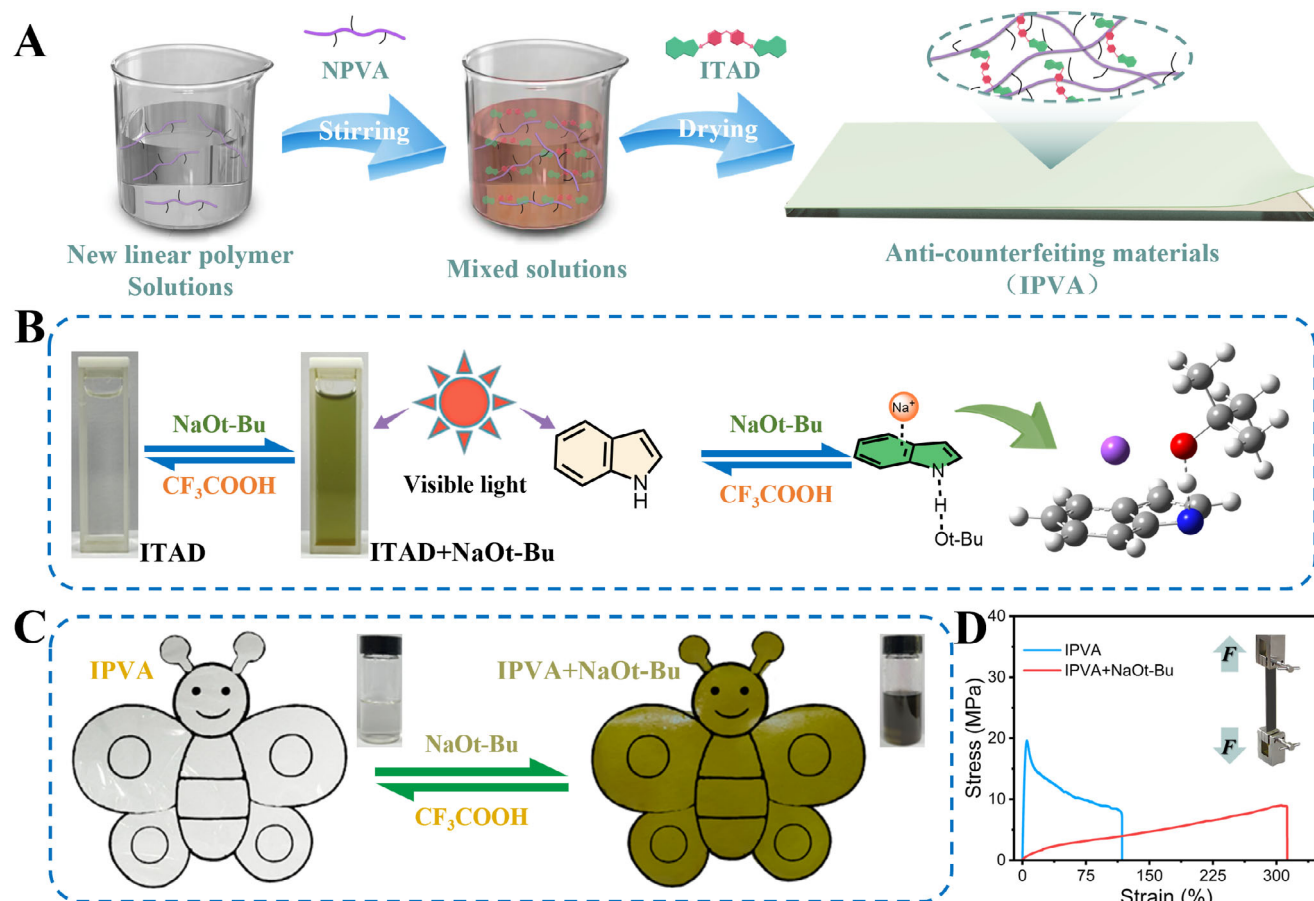 A
NPVA
ITAD
Stirring
Drying
New linear polymer
Solutions
Mixed solutions
Anti-counterfeiting materials
（IPVA）
B
NaOt-Bu
CF₃COOH
ITAD
ITAD+NaOt-Bu
Visible light
N
H
NaOt-Bu
CF₃COOH
Na⁺
N
H
Ot-Bu
C
IPVA
NaOt-Bu
CF₃COOH
IPVA+NaOt-Bu
D
40
30
20
10
0
Stress (MPa)
IPVA
IPVA+NaOt-Bu
F
F
0
75
150
225
300
Strain (%)